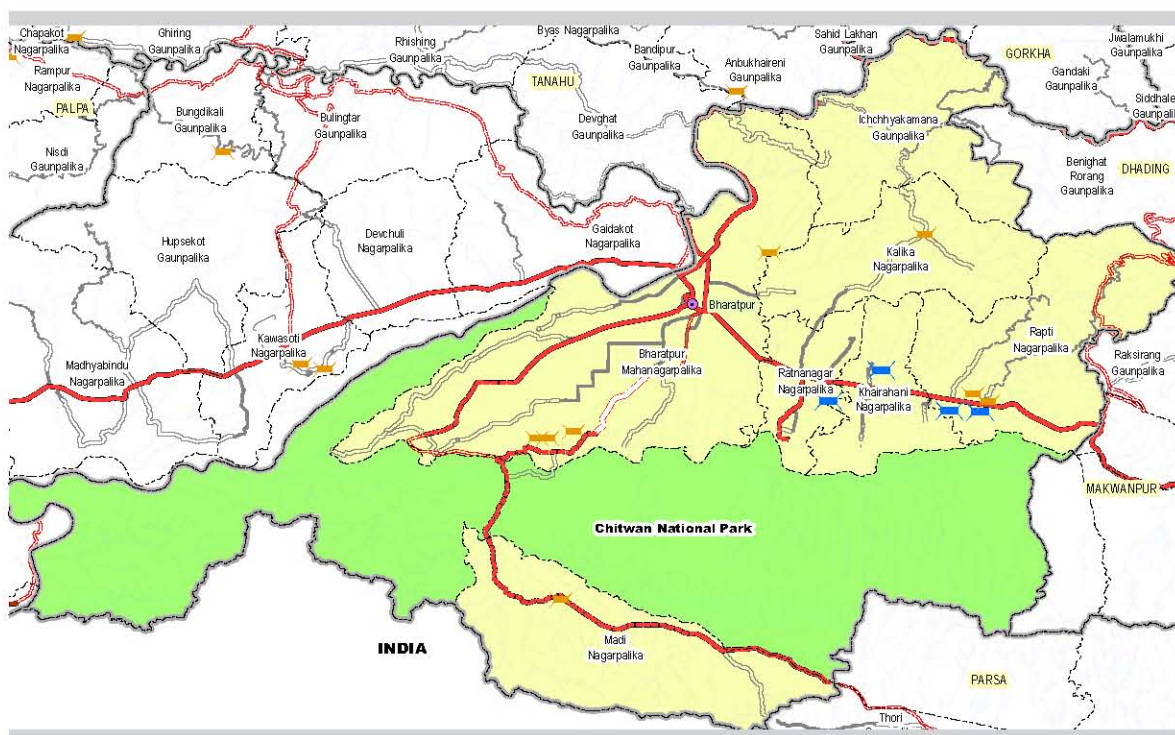 Chapakot
Nagarpalika
Ghiring
Gaunpalika
Rhishing
Gaunpalika
Byas Nagarpalika
Bandipur
Gaunpalika
Anbukhaireni
Gaunpalika
Sahid Lakhan
Gaunpalika
GORKHA
Jwalamukhi
Gaunpalika
Gandaki
Gaunpalika
Rampur
Nagarpalika
PALPA
Bungdikali
Gaunpalika
Bulingtar
Gaunpalika
TANAHU
Devghat
Gaunpalika
Ichchhyakamana
Gaunpalika
Siddhale
Gaunpalik
Nisdi
Gaunpalika
Benighat
Rorang
Gaunpalika
DHADING
Hupsekot
Gaunpalika
Devchuli
Nagarpalika
Gaidakot
Nagarpalika
Kalika
Nagarpalika
Bharatpur
Kawasoti
Nagarpalika
Madhyabindu
Nagarpalika
Bharatpur
Mahanagarpalika
Ratnanagar
Nagarpalika
Khairahani
Nagarpalika
Rapti
Nagarpalika
Raksirang
Gaunpalika
MAKWANPUR
Chitwan National Park
INDIA
Madi
Nagarpalika
PARSA
Thori